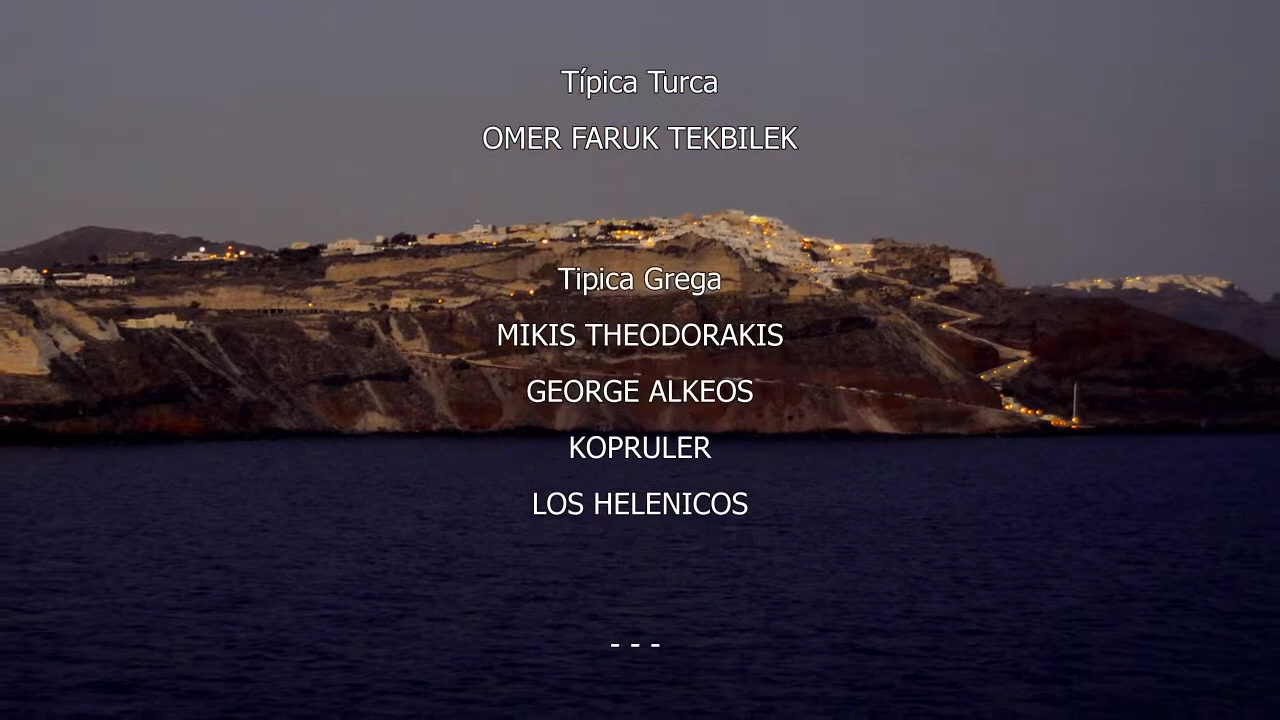 Típica Turca
OMER FARUK TEKBILEK
Tipica Grega
MIKIS THEODORAKIS
GEORGE ALKEOS
KOPRULER
LOS HELENICOS
- - -